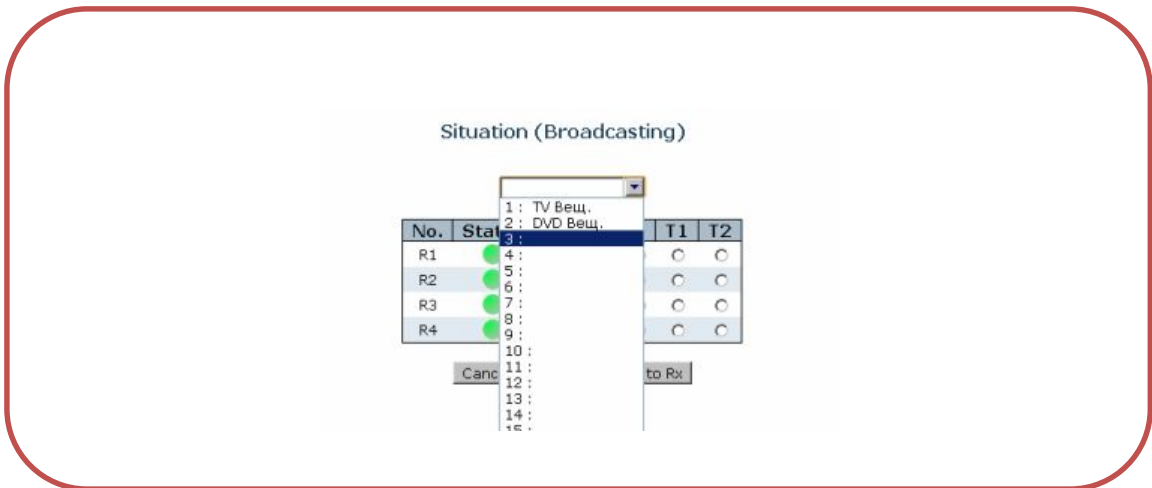 Situation (Broadcasting)
1 : TV Вещ.
2 : DVD Вещ.
No. T1 T2
3 :
R1
4 :
5 :
R2
6 :
R3
7 :
8 :
R4
9 :
10 :
11 :
to Rx
12 :
13 :
14 :